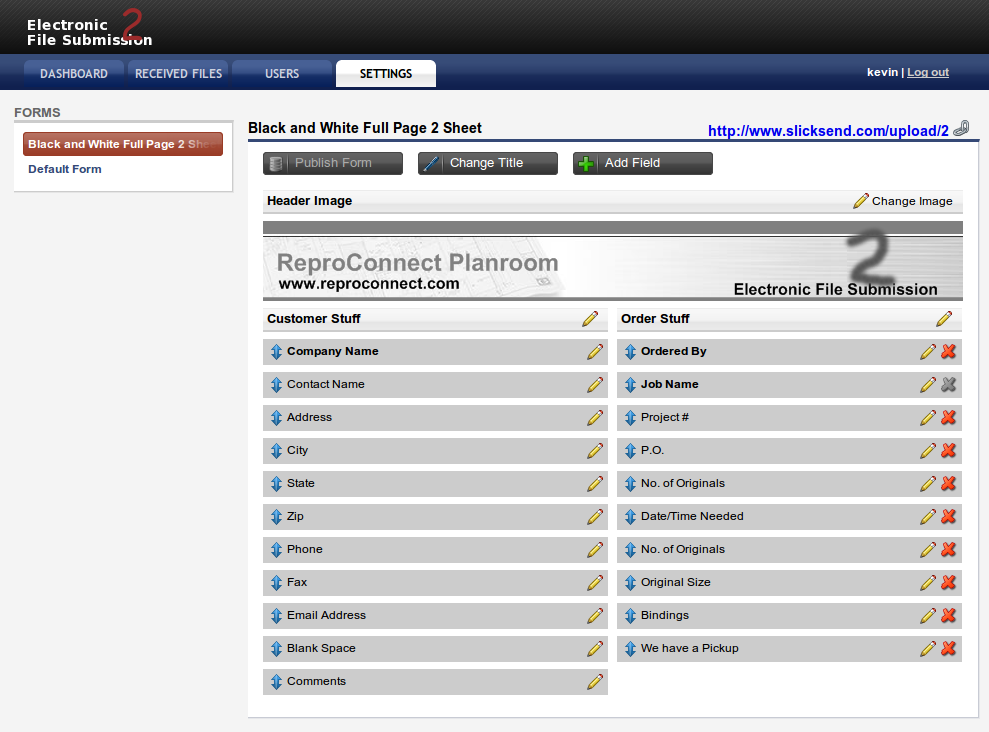 Electronic 2
File Submission
DASHBOARD RECEIVED FILES USERS SETTINGS kevin | Log out
FORMS
Black and White Full Page 2 She
Default Form
Black and White Full Page 2 Sheet http://www.slicksend.com/upload/2
Publish Form Change Title Add Field
Header Image Change Image
ReproConnect Planroom
www.reproconnect.com
2
Electronic File Submission
Customer Stuff
Company Name
Contact Name
Address
City
State
Zip
Phone
Fax
Email Address
Blank Space
Comments
Order Stuff
Ordered By
Job Name
Project #
P.O.
No. of Originals
Date/Time Needed
No. of Originals
Original Size
Bindings
We have a Pickup